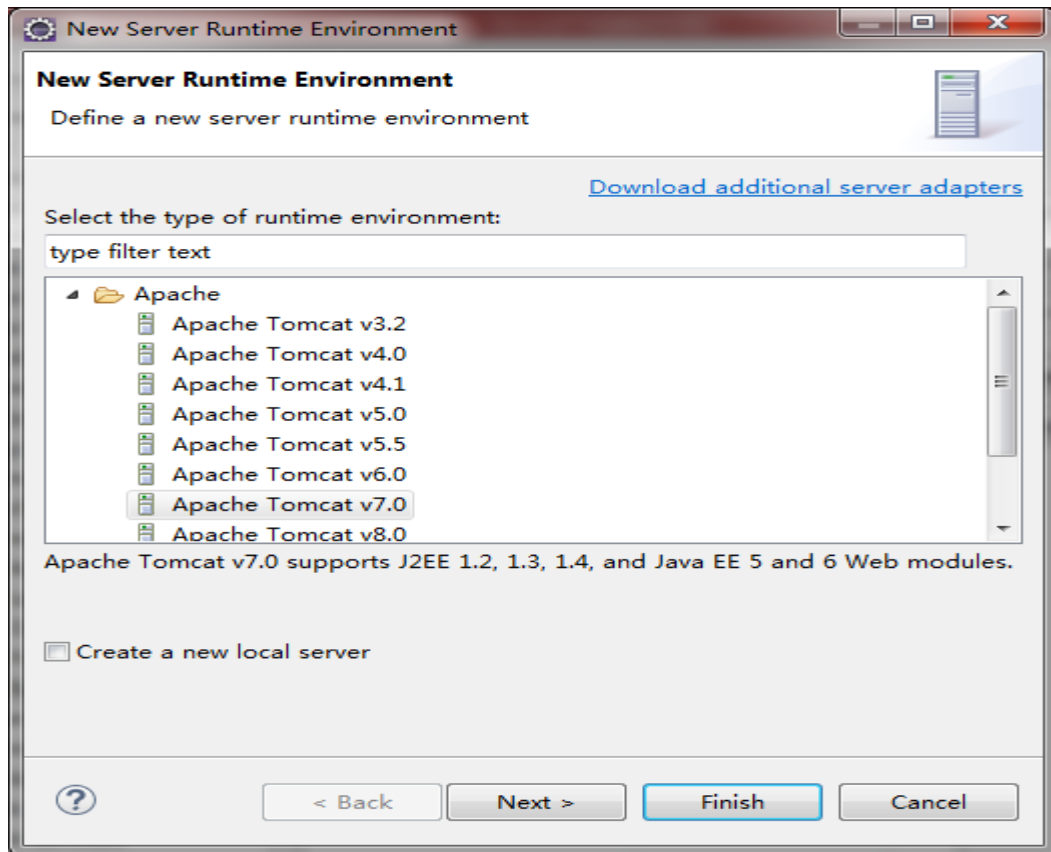 New Server Runtime Environment
New Server Runtime Environment
Define a new server runtime environment
Download additional server adapters
Select the type of runtime environment:
type filter text
Apache
Apache Tomcat v3.2
Apache Tomcat v4.0
Apache Tomcat v4.1
Apache Tomcat v5.0
Apache Tomcat v5.5
Apache Tomcat v6.0
Apache Tomcat v7.0
Apache Tomcat v8.0
Apache Tomcat v7.0 supports J2EE 1.2, 1.3, 1.4, and Java EE 5 and 6 Web modules.
Create a new local server
? < Back Next > Finish Cancel